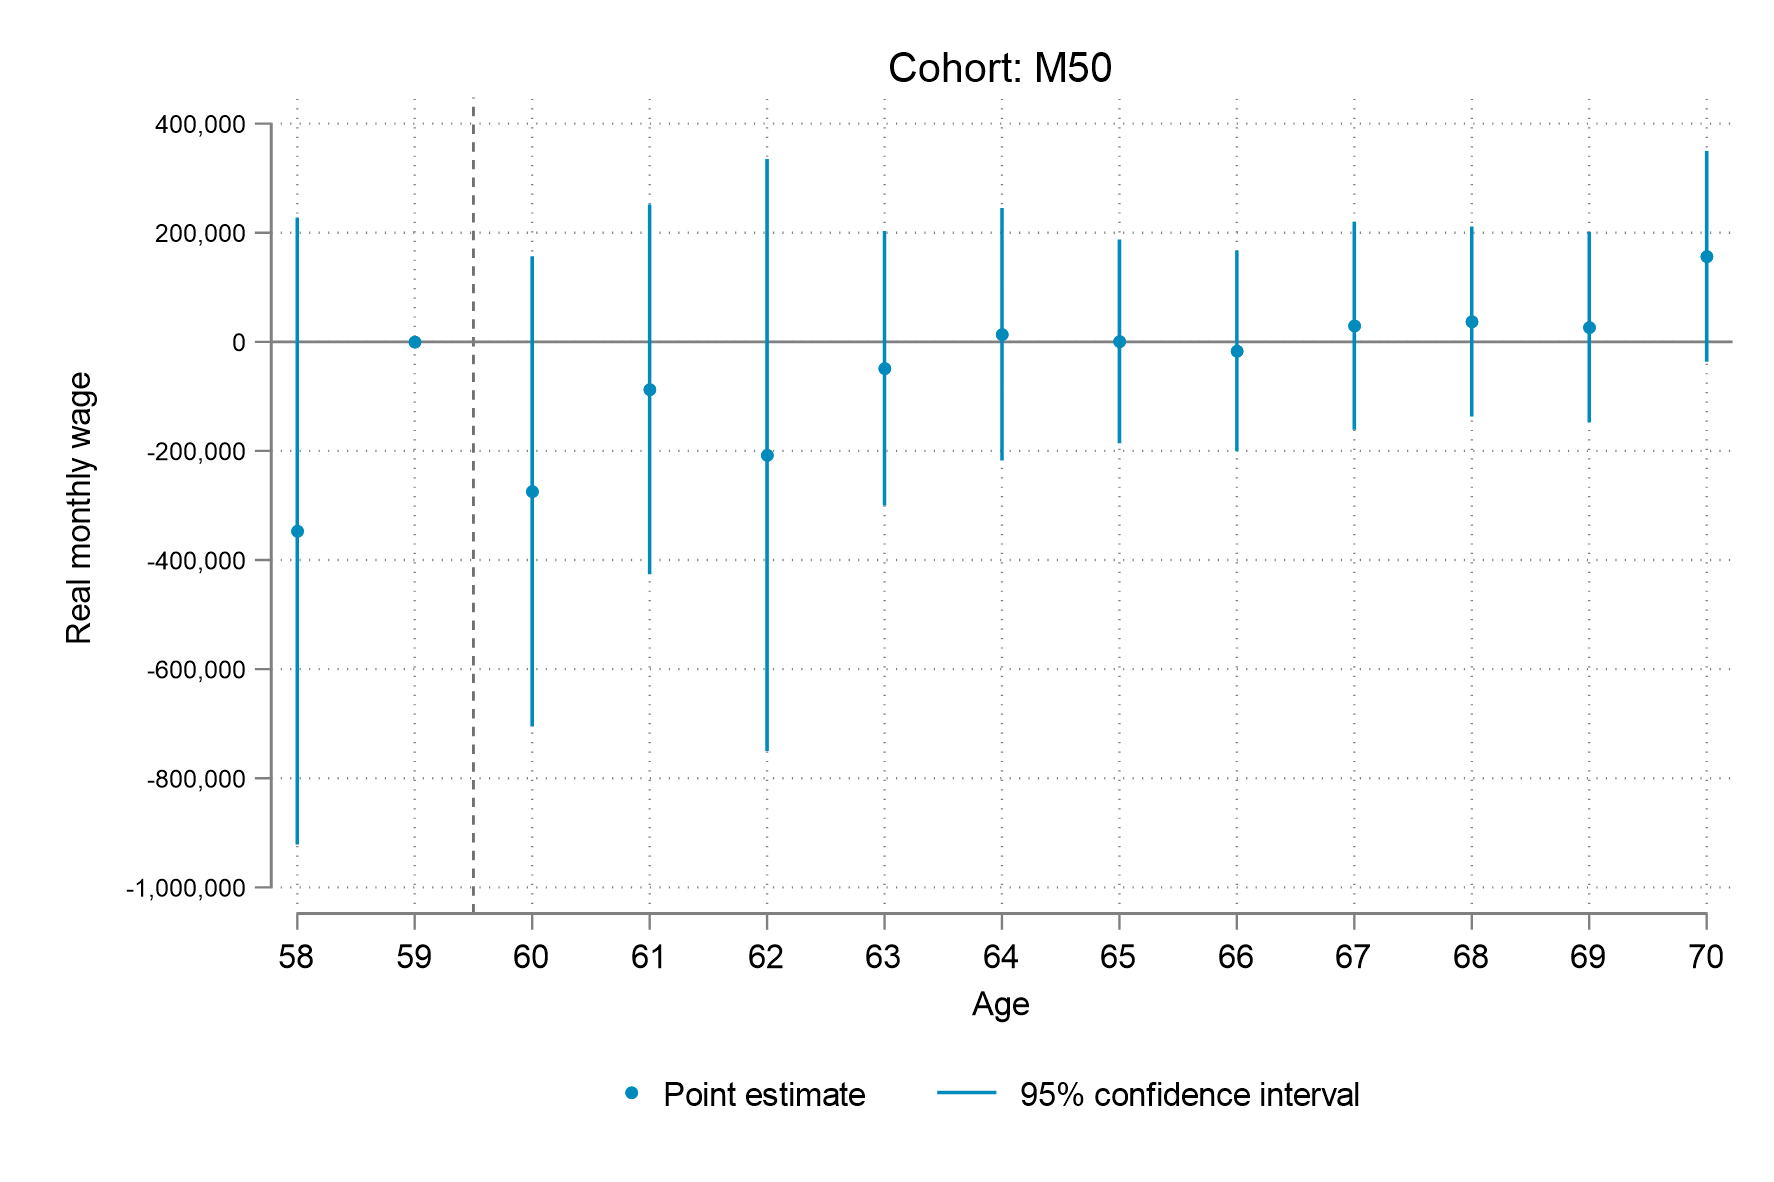 Cohort: M50
400,000
200,000
0
-200,000
-400,000
-600,000
-800,000
-1,000,000
Real monthly wage
58 59 60 61 62 63 64 65 66 67 68 69 70
Age
Point estimate 95% confidence interval